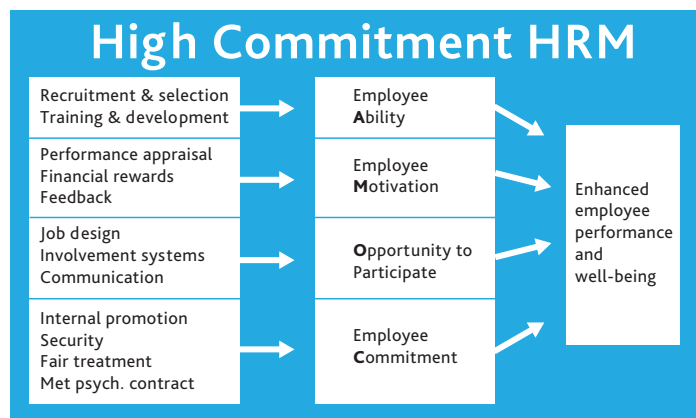 High Commitment HRM
Recruitment & selection
Training & development
Employee
Ability
Performance appraisal
Financial rewards
Feedback
Employee
Motivation
Job design
Involvement systems
Communication
Opportunity to
Participate
Internal promotion
Security
Fair treatment
Met psych. contract
Employee
Commitment
Enhanced
employee
performance
and
well-being